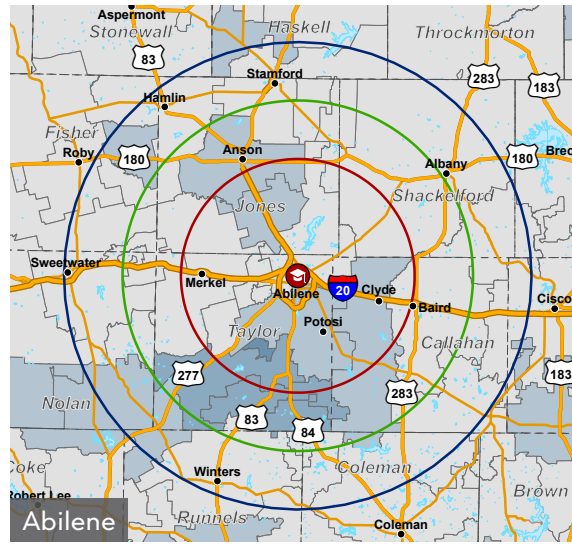 Aspermont
Stonewall
Haskell
Throckmorton
83
283
183
Stamford
Hamlin
Fisher
Roby
180
Anson
Albany
180
Brec
Shackelford
Jones
Sweetwater
Merkel
Abilene
20
Clyde
Baird
Cisco
Potosi
Taylor
Callahan
277
283
183
Nolan
83
84
Coke
Winters
Coleman
Robert Lee
Brown
Runnels
Coleman
Abilene